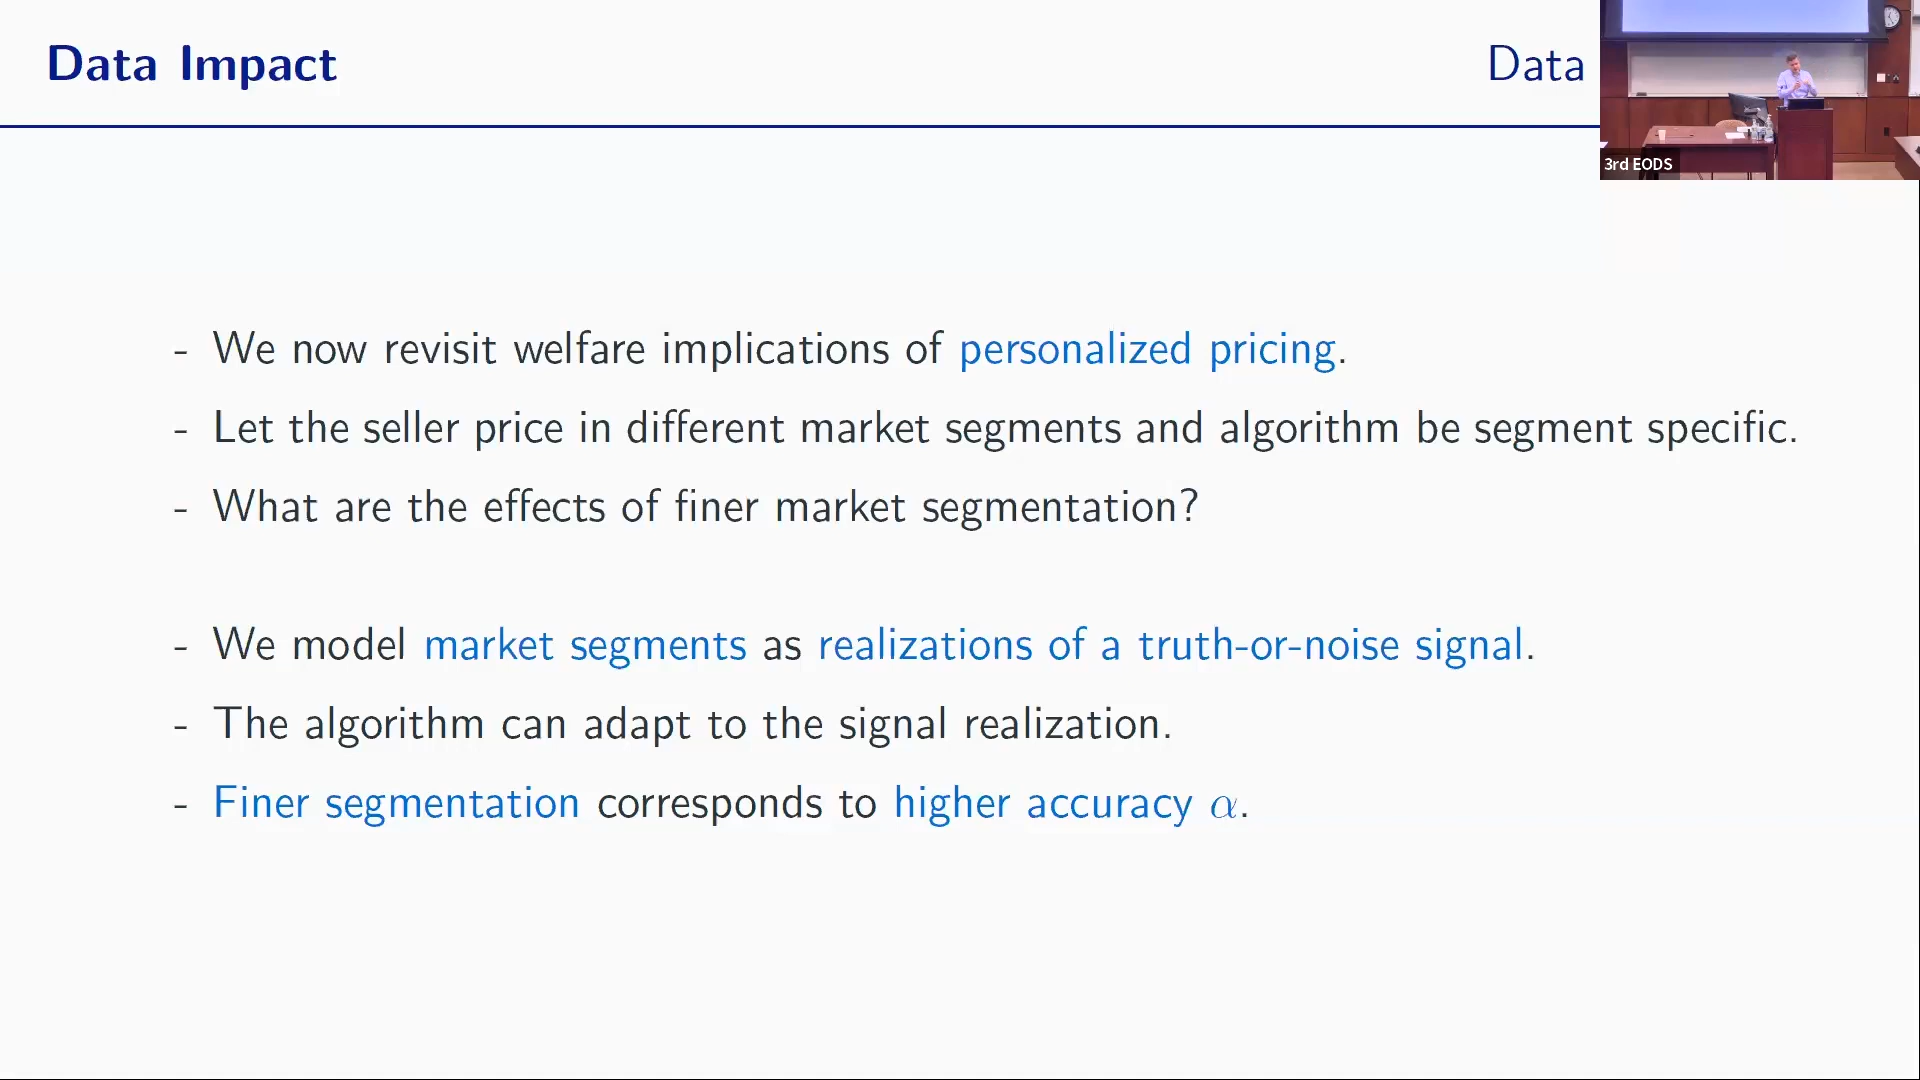 Data Impact
Data
3rd EODS
- We now revisit welfare implications of personalized pricing.
- Let the seller price in different market segments and algorithm be segment specific.
- What are the effects of finer market segmentation?
- We model market segments as realizations of a truth-or-noise signal.
- The algorithm can adapt to the signal realization.
- Finer segmentation corresponds to higher accuracy α.